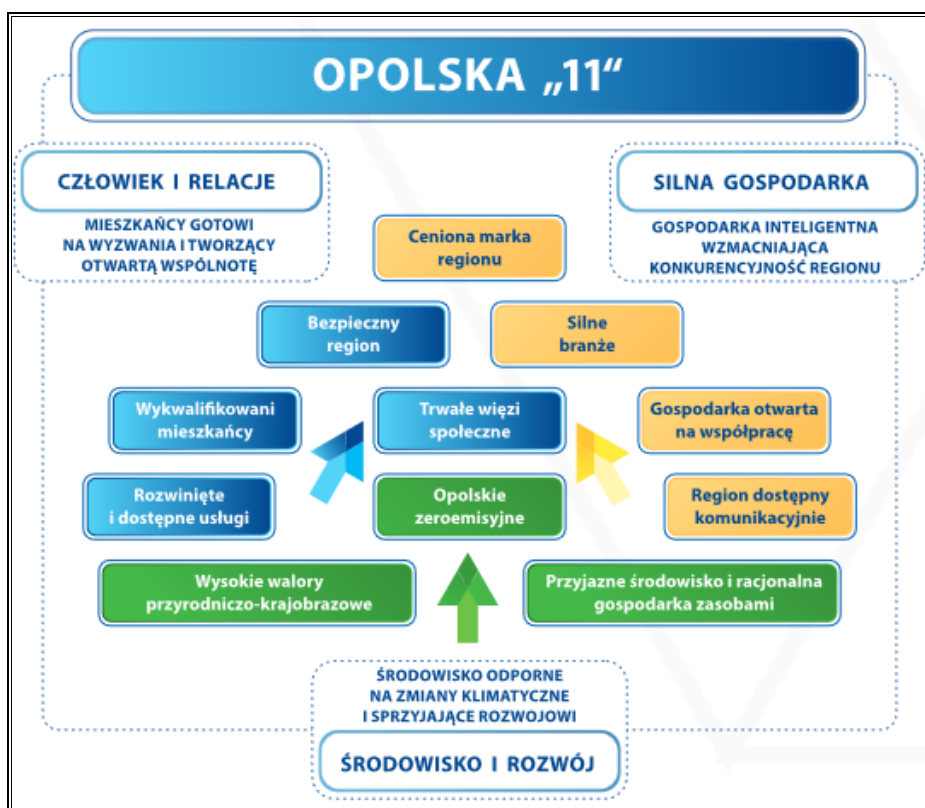 OPOLSKA „11“
CZŁOWIEK I RELACJE
MIESZKAŃCY GOTOWI
NA WYZWANIA I TWORZĄCY
OTWARTĄ WSPÓLNOTĘ
SILNA GOSPODARKA
GOSPODARKA INTELIGENTNA
WZMACNIAJĄCA
KONKURENCYJNOŚĆ REGIONU
Ceniona marka
regionu
Bezpieczny
region
Silne
branże
Wykwalifikowani
mieszkańcy
Trwałe więzi
społeczne
Gospodarka otwarta
na współpracę
Rozwinięte
i dostępne usługi
Opolskie
zeroemisyjne
Region dostępny
komunikacyjnie
Wysokie walory
przyrodniczo-krajobrazowe
Przyjazne środowisko i racjonalna
gospodarka zasobami
ŚRODOWISKO ODPORNE
NA ZMIANY KLIMATYCZNE
I SPRZYJAJĄCE ROZWOJOWI
ŚRODOWISKO I ROZWÓJ